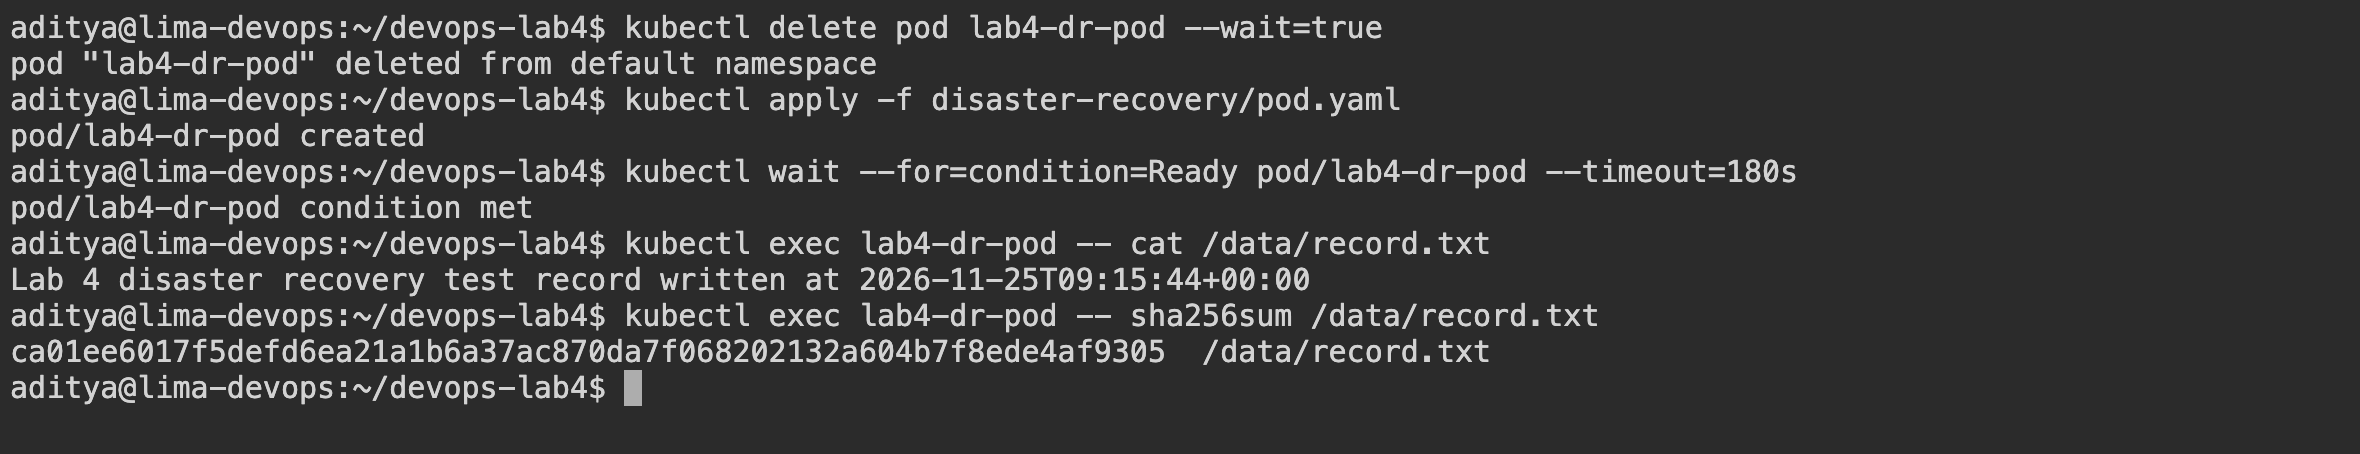 aditya@lima-devops:~/devops-lab4$ kubectl delete pod lab4-dr-pod --wait=true
pod "lab4-dr-pod" deleted from default namespace
aditya@lima-devops:~/devops-lab4$ kubectl apply -f disaster-recovery/pod.yaml
pod/lab4-dr-pod created
aditya@lima-devops:~/devops-lab4$ kubectl wait --for=condition=Ready pod/lab4-dr-pod --timeout=180s
pod/lab4-dr-pod condition met
aditya@lima-devops:~/devops-lab4$ kubectl exec lab4-dr-pod -- cat /data/record.txt
Lab 4 disaster recovery test record written at 2026-11-25T09:15:44+00:00
aditya@lima-devops:~/devops-lab4$ kubectl exec lab4-dr-pod -- sha256sum /data/record.txt
ca01ee6017f5defd6ea21a1b6a37ac870da7f068202132a604b7f8ede4af9305  /data/record.txt
aditya@lima-devops:~/devops-lab4$